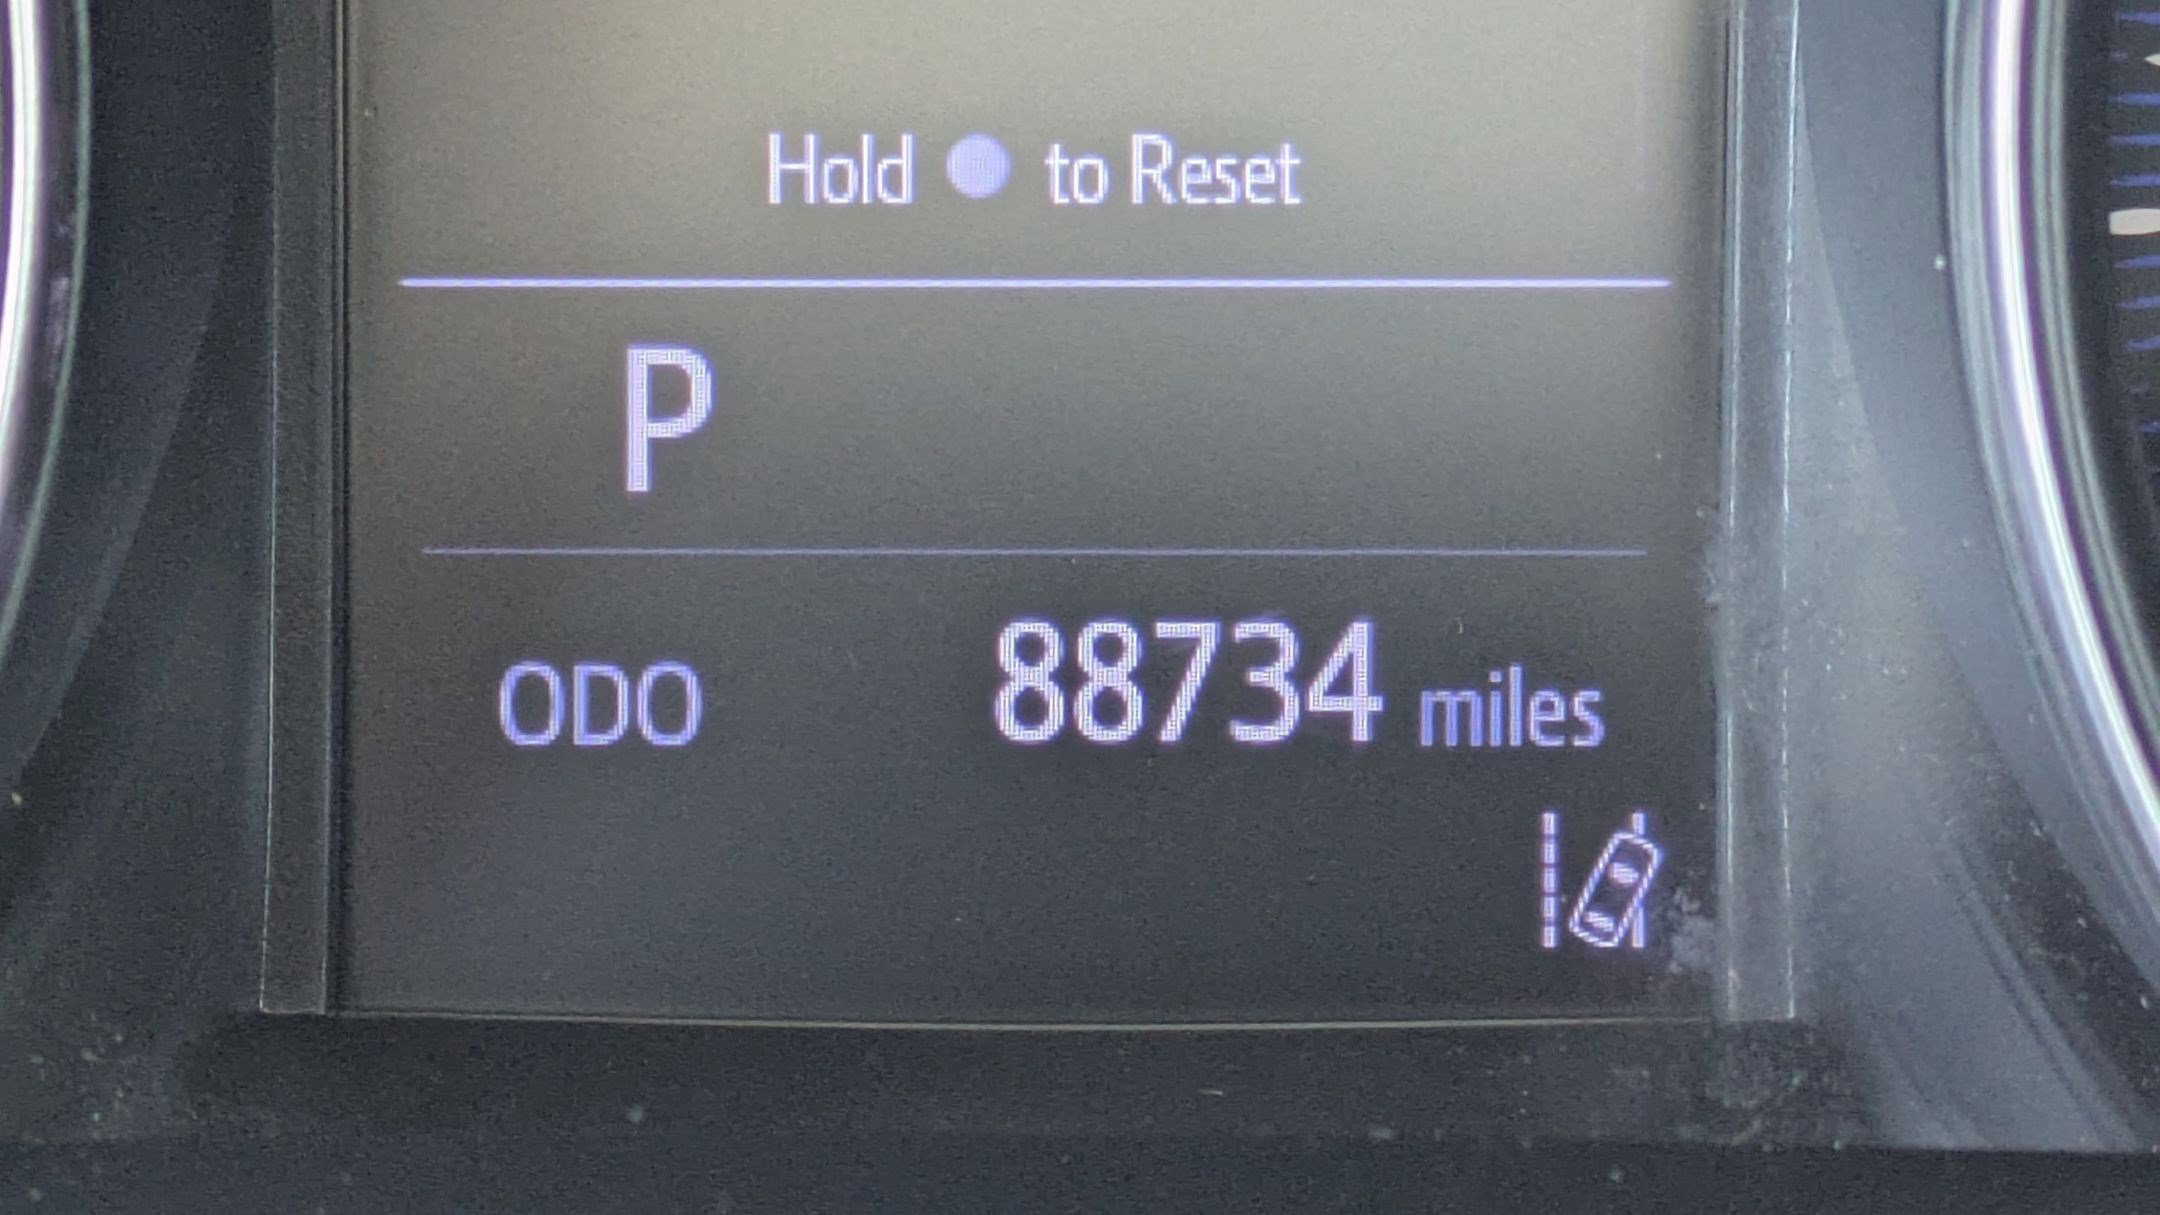 Hold ● to Reset
P
ODO 88734 miles